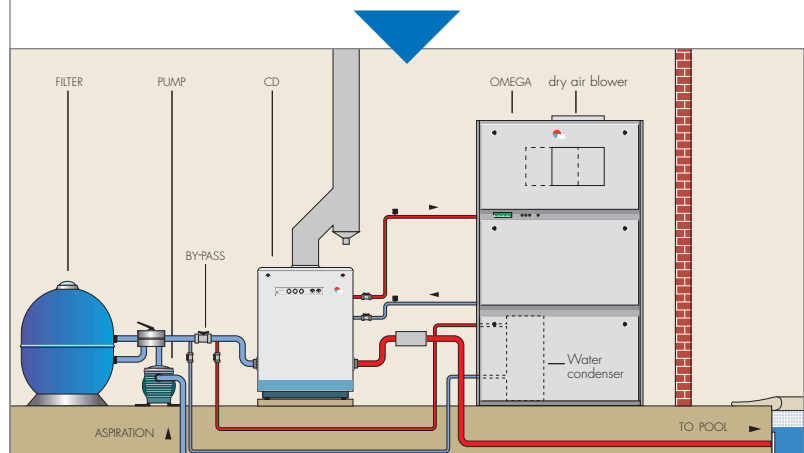 FILTER
PUMP
CD
OMEGA
dry air blower
BY-PASS
Water
condenser
ASPIRATION
TO POOL